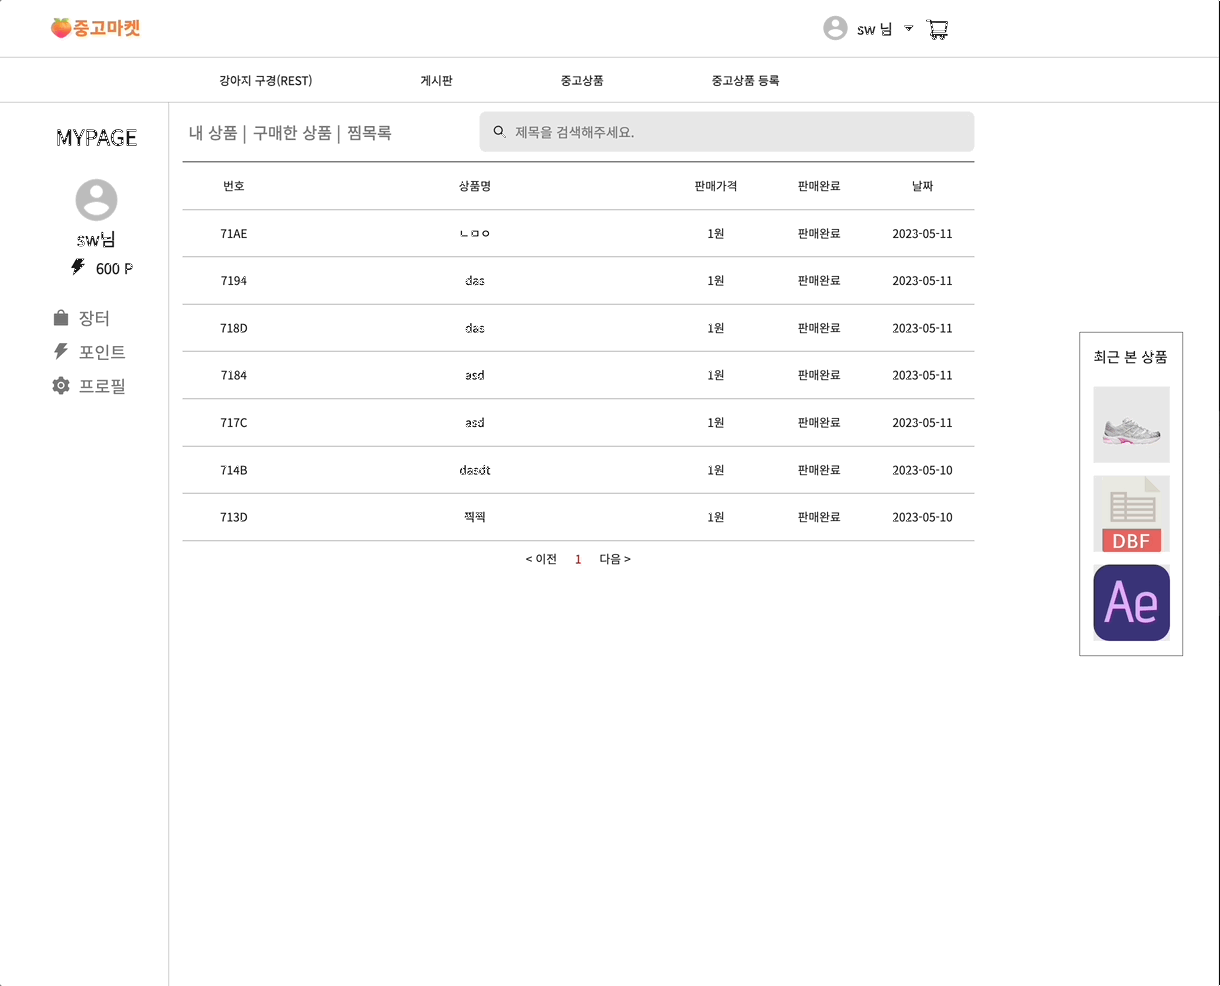 중고마켓
sw 님
강아지 구경(REST) 게시판 중고상품 중고상품 등록
MYPAGE
sw님
600 P
장터
포인트
프로필
내 상품 | 구매한 상품 | 찜목록
제목을 검색해주세요.
번호 상품명 판매가격 판매완료 날짜
71AE ㄴㅁㅇ 1원 판매완료 2023-05-11
7194 das 1원 판매완료 2023-05-11
718D das 1원 판매완료 2023-05-11
7184 asd 1원 판매완료 2023-05-11
717C asd 1원 판매완료 2023-05-11
714B dasdt 1원 판매완료 2023-05-10
713D 찍찍 1원 판매완료 2023-05-10
< 이전 1 다음 >
최근 본 상품
DBF
Ae